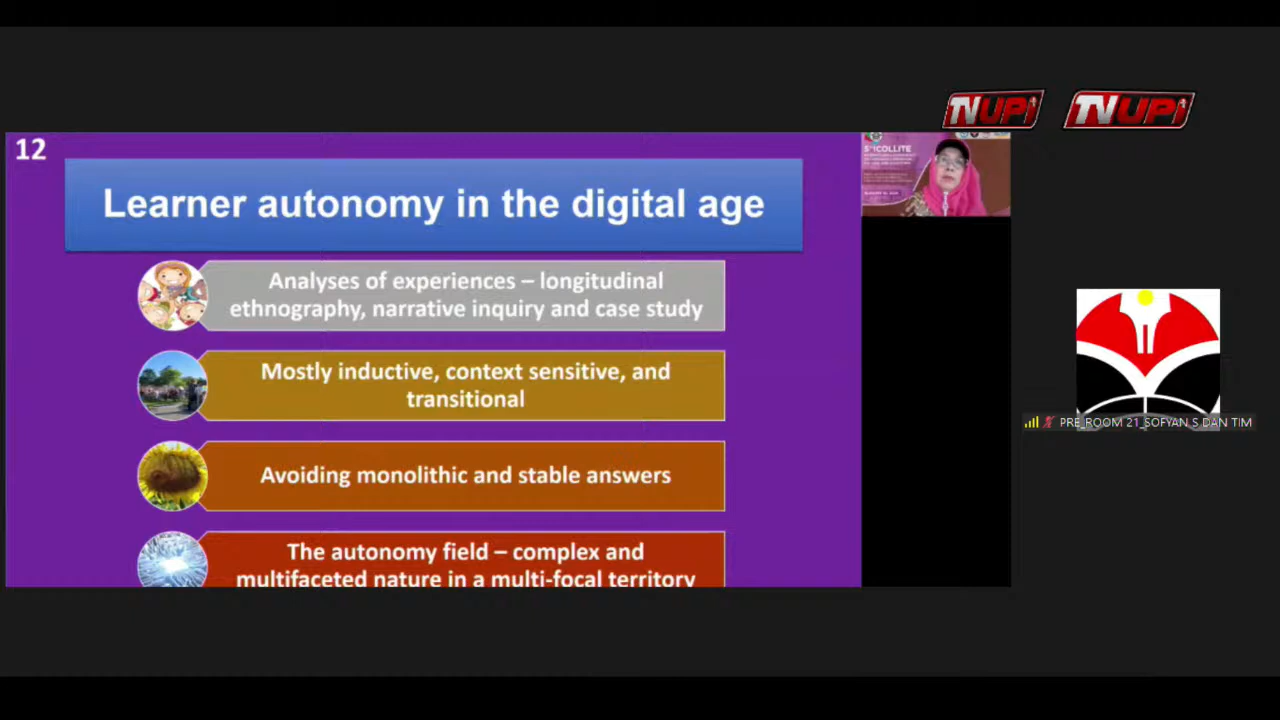 TVUPI TVUPI
12
Learner autonomy in the digital age
Analyses of experiences – longitudinal
ethnography, narrative inquiry and case study
Mostly inductive, context sensitive, and
transitional
Avoiding monolithic and stable answers
The autonomy field – complex and
multifaceted nature in a multi-focal territory
PRE_ROOM 21_SOFYAN S DAN TIM